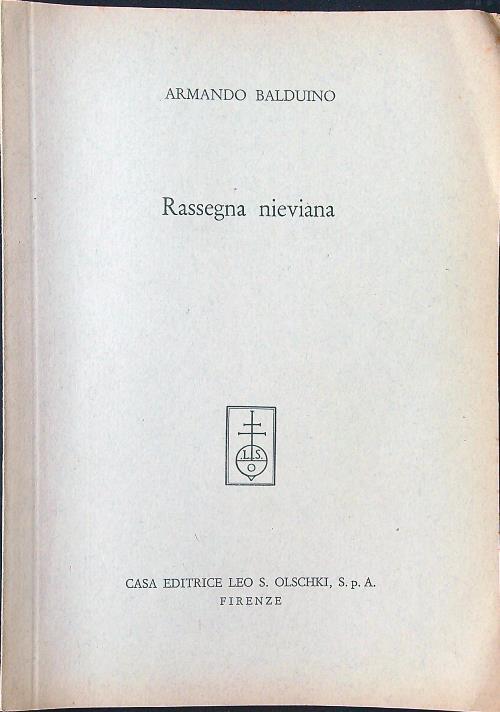 ARMANDO BALDUINO
Rassegna nieviana
.L.S.
O
CASA EDITRICE LEO S. OLSCHKI, S. p. A.
FIRENZE